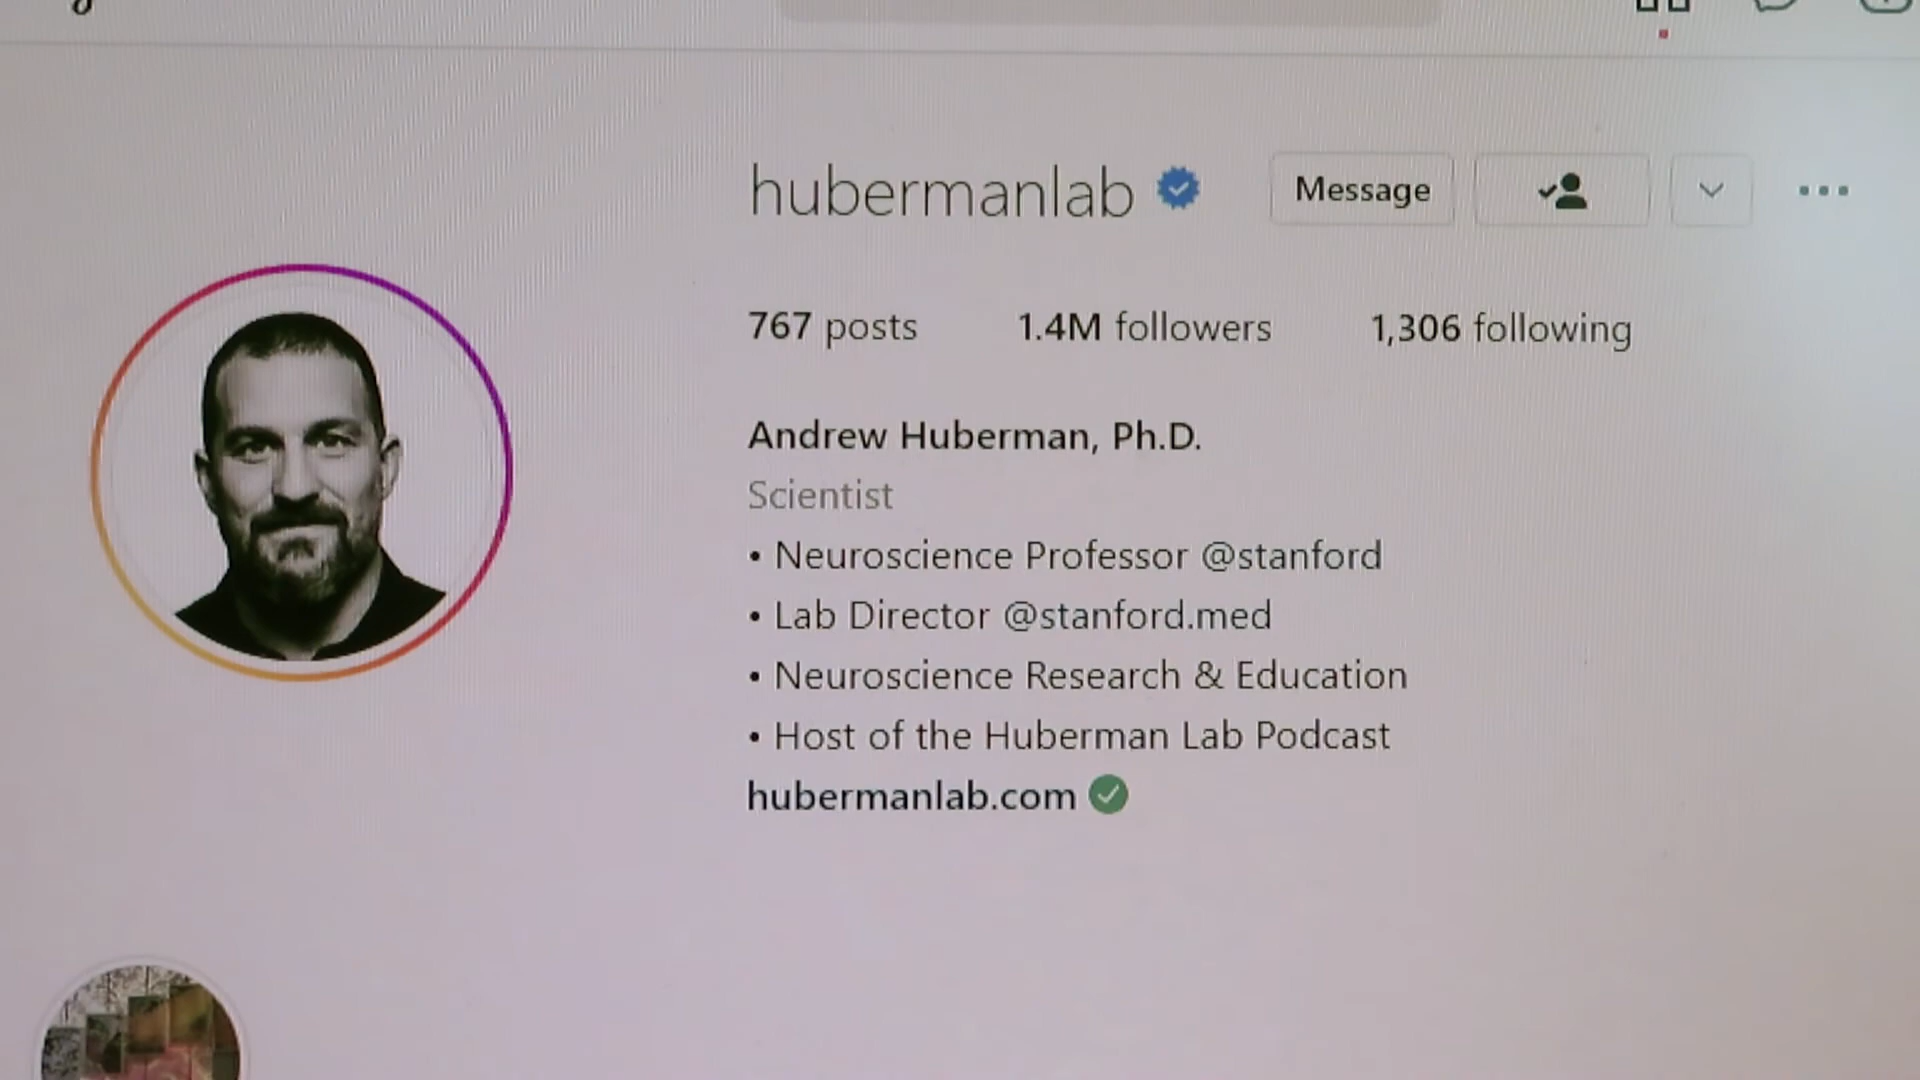 hubermanlab
Message
767 posts 1.4M followers 1,306 following
Andrew Huberman, Ph.D.
Scientist
• Neuroscience Professor @stanford
• Lab Director @stanford.med
• Neuroscience Research & Education
• Host of the Huberman Lab Podcast
hubermanlab.com